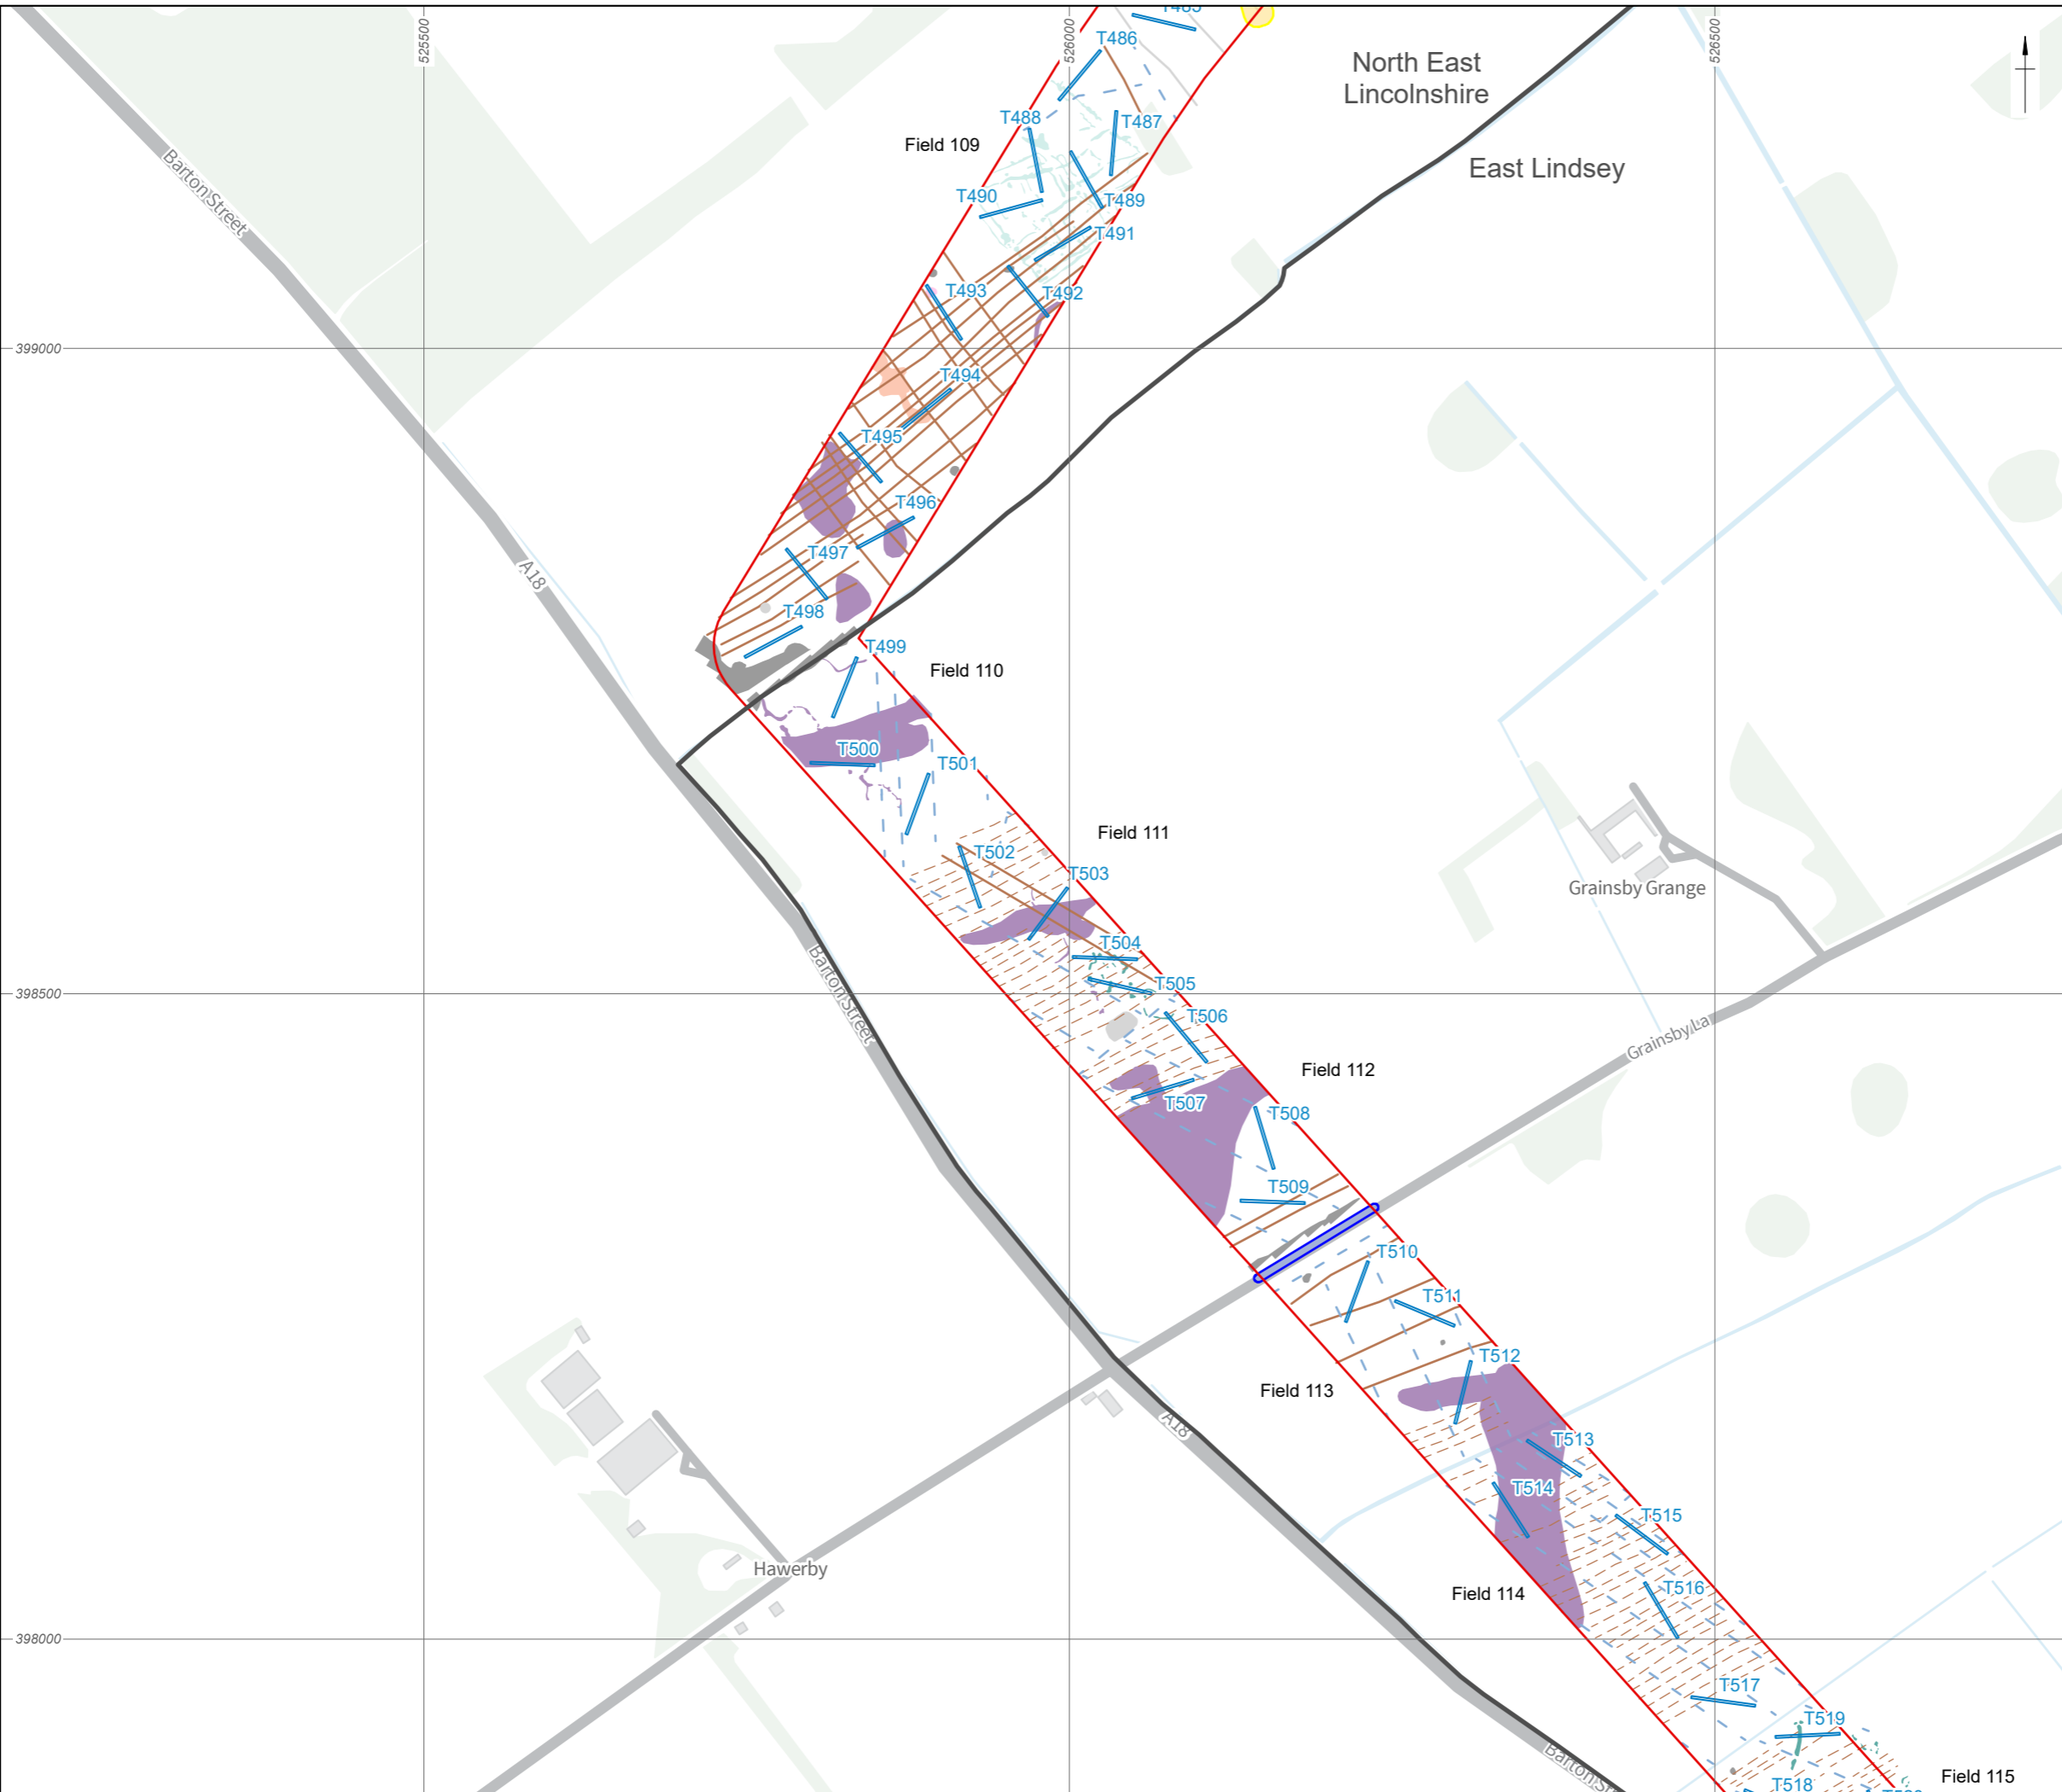 T485
525500
526000
526500
T486
North East
Lincolnshire
T488
T487
Field 109
Barton Street
East Lindsey
T490
T489
T491
T493
T492
399000
T494
T495
T496
A18
T497
T498
T499
Field 110
T500
T501
Field 111
T502
T503
Grainsby Grange
T504
Barton Street
T505
398500
T506
Grainsby La
Field 112
T507
T508
T509
T510
T511
T512
Field 113
A18
T513
T514
T515
Hawerby
T516
Field 114
398000
T517
T519
Barton St
Field 115
T518